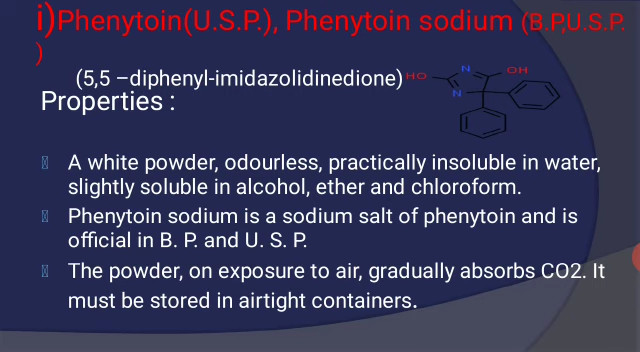 i)Phenytoin(U.S.P.), Phenytoin sodium (B.P,U.S.P.
)
(5,5 –diphenyl-imidazolidinedione)
HO N OH
N
Properties :
A white powder, odourless, practically insoluble in water,
slightly soluble in alcohol, ether and chloroform.
Phenytoin sodium is a sodium salt of phenytoin and is
official in B. P. and U. S. P.
The powder, on exposure to air, gradually absorbs CO2. It
must be stored in airtight containers.